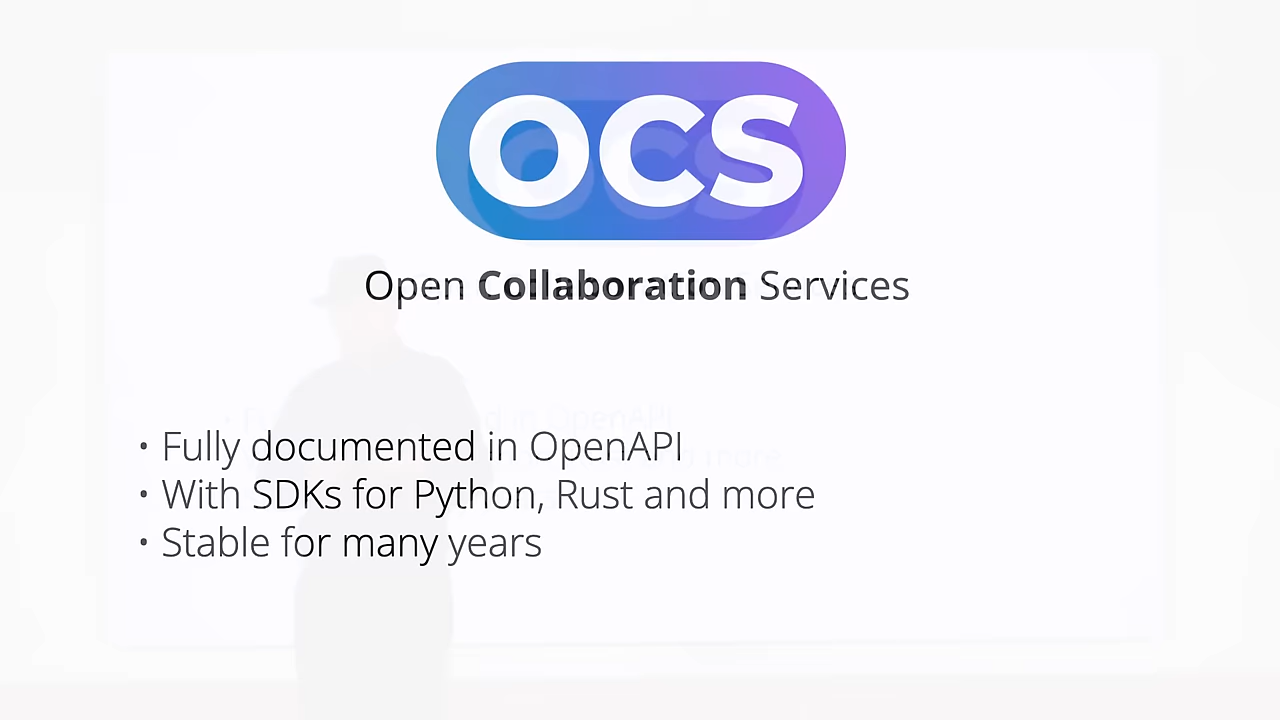 OCS
Open Collaboration Services
• Fully documented in OpenAPI
• With SDKs for Python, Rust and more
• Stable for many years